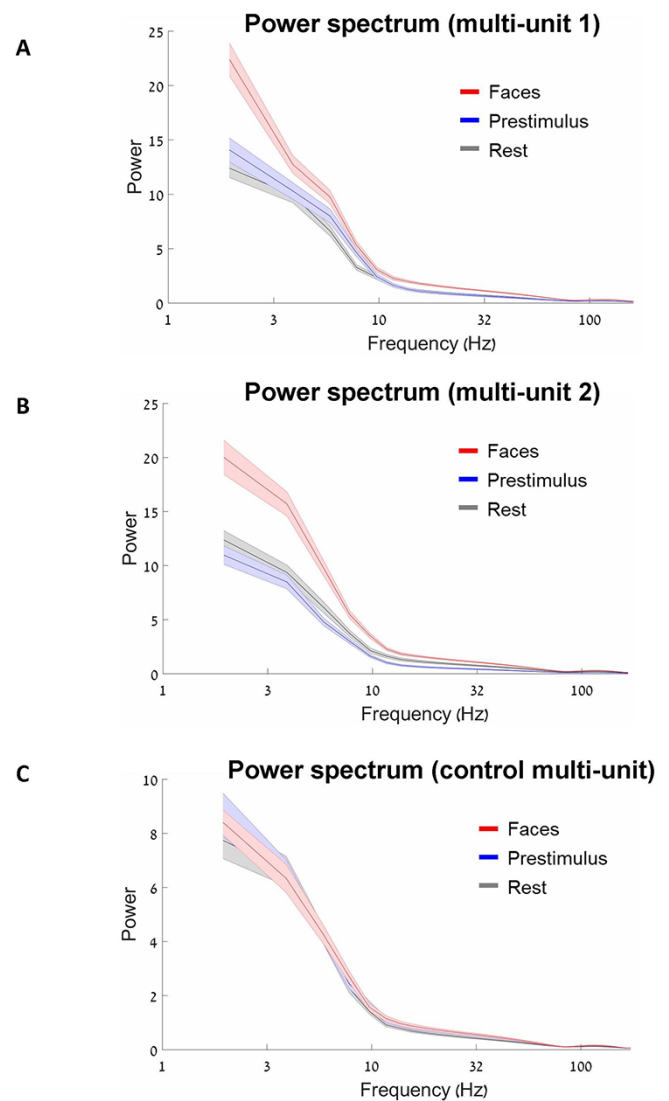 A
Power spectrum (multi-unit 1)
25
20
15
10
5
0
Power
Faces
Prestimulus
Rest
1
3
10
32
100
Frequency (Hz)
B
Power spectrum (multi-unit 2)
25
20
15
10
5
0
Power
Faces
Prestimulus
Rest
1
3
10
32
100
Frequency (Hz)
C
Power spectrum (control multi-unit)
10
8
6
4
2
0
Power
Faces
Prestimulus
Rest
1
3
10
32
100
Frequency (Hz)